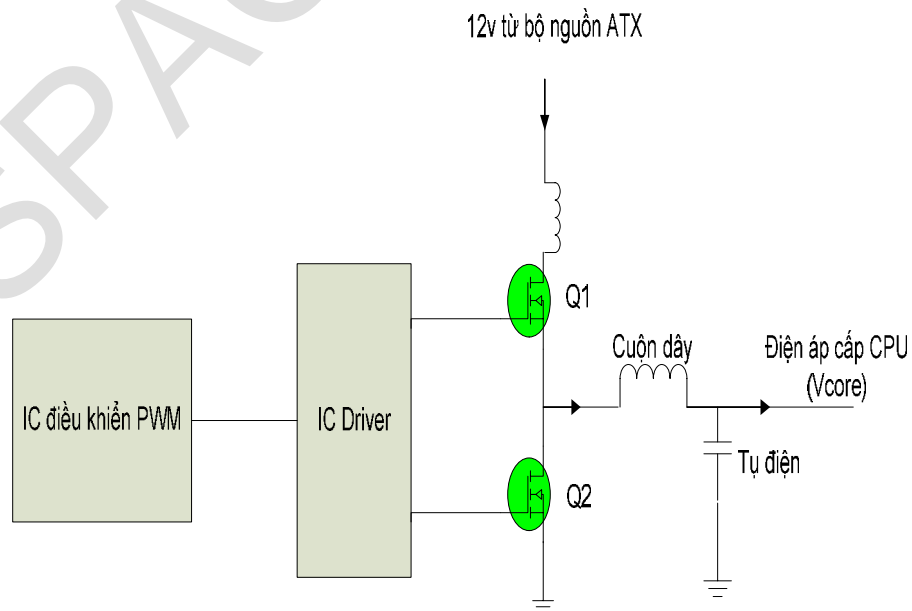 12v từ bộ nguồn ATX
Q1
Cuộn dây
Điện áp cấp CPU
(Vcore)
IC điều khiển PWM
IC Driver
Tụ điện
Q2